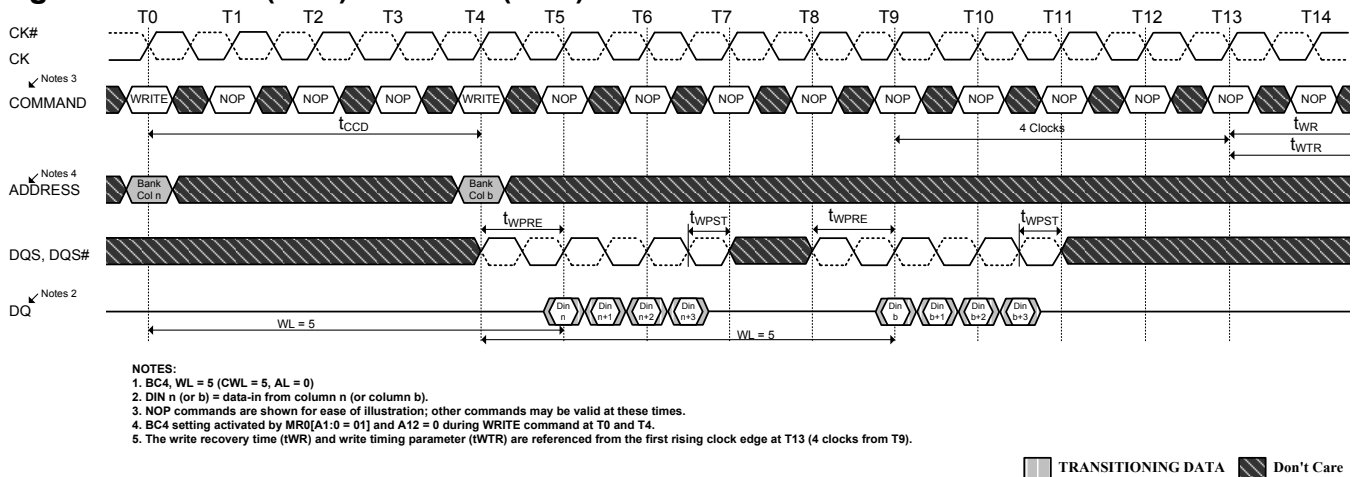 T0 T1 T2 T3 T4 T5 T6 T7 T8 T9 T10 T11 T12 T13 T14
CK#
CK
Notes 3
COMMAND
WRITE NOP NOP NOP WRITE NOP NOP NOP NOP NOP NOP NOP NOP NOP NOP
tCCD
4 Clocks
tWR
tWTR
Notes 4
ADDRESS
Bank Col n
Bank Col b
tWPRE
tWPST
tWPRE
tWPST
DQS, DQS#
Notes 2
DQ
Din n
Din n+1
Din n+2
Din n+3
Din b
Din b+1
Din b+2
Din b+3
WL = 5
WL = 5
NOTES:
1. BC4, WL = 5 (CWL = 5, AL = 0)
2. DIN n (or b) = data-in from column n (or column b).
3. NOP commands are shown for ease of illustration; other commands may be valid at these times.
4. BC4 setting activated by MR0[A1:0 = 01] and A12 = 0 during WRITE command at T0 and T4.
5. The write recovery time (tWR) and write timing parameter (tWTR) are referenced from the first rising clock edge at T13 (4 clocks from T9).
TRANSITIONING DATA
Don't Care